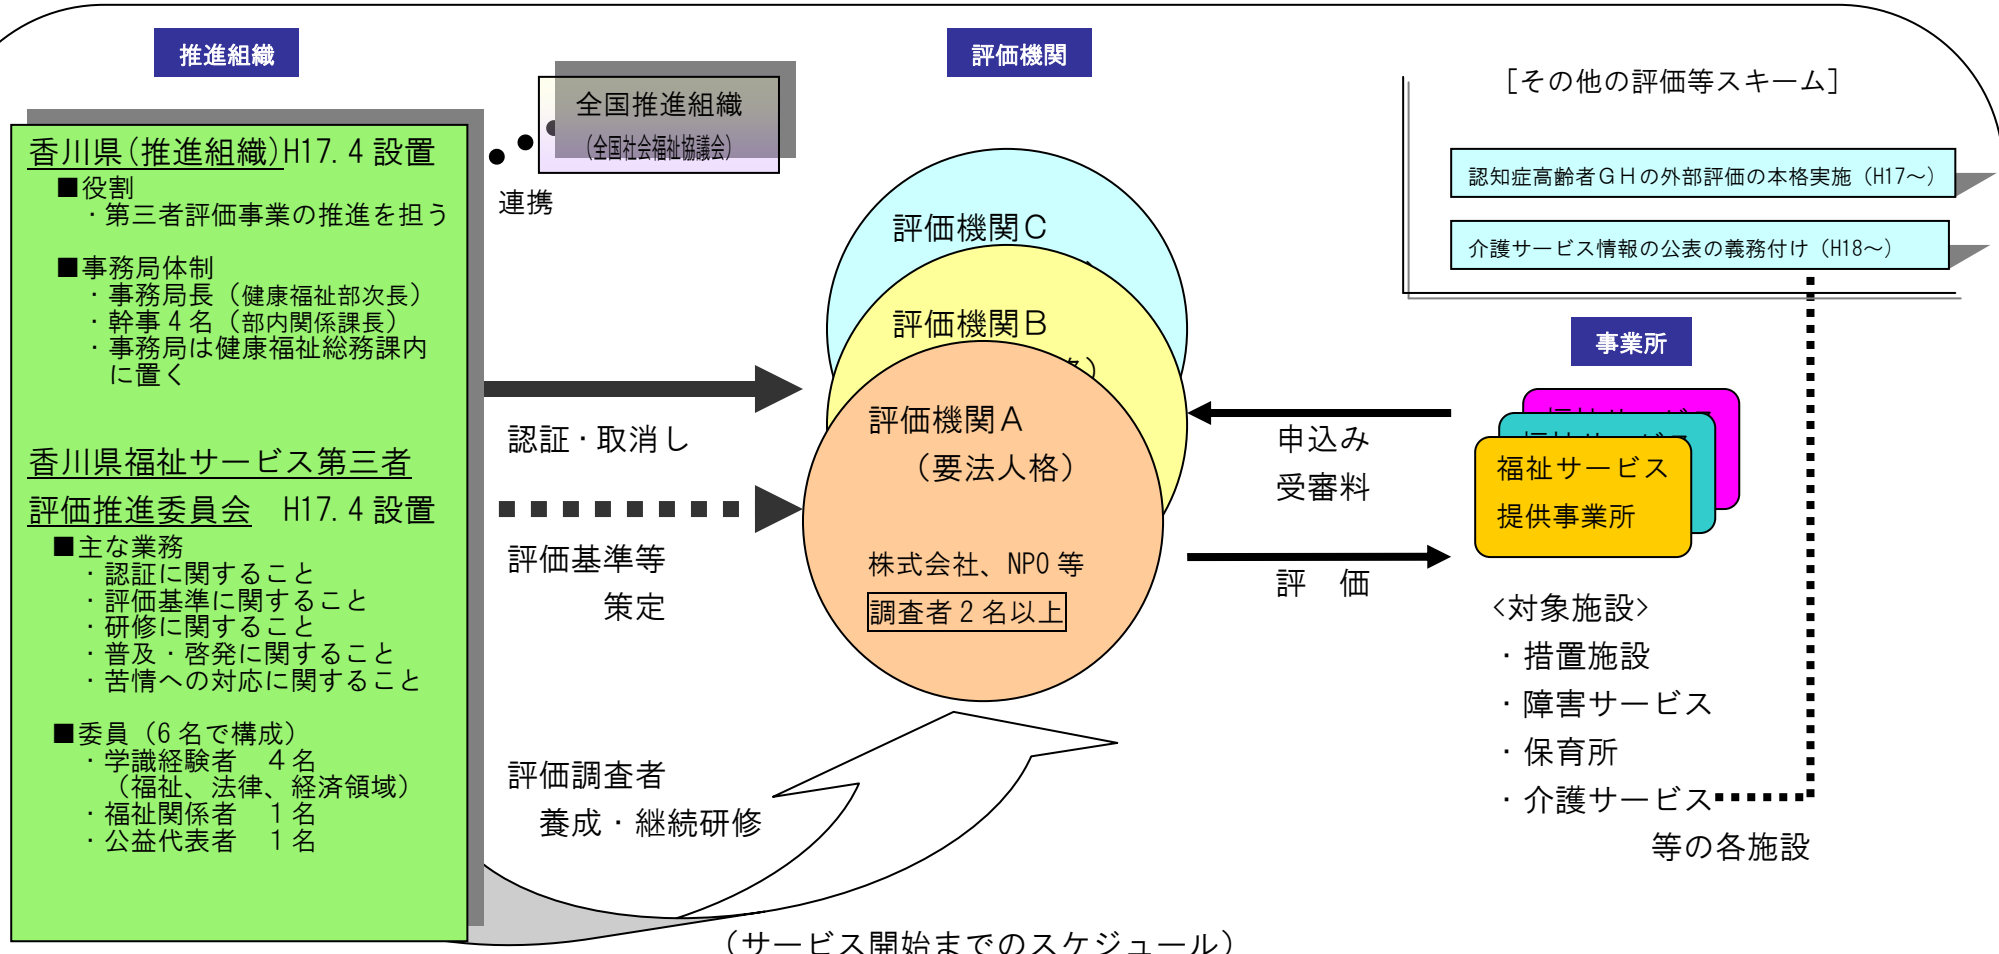 推進組織
香川県(推進組織)H17.4設置
■役割
・第三者評価事業の推進を担う
■事務局体制
・事務局長（健康福祉部次長）
・幹事4名（部内関係課長）
・事務局は健康福祉総務課内
に置く
香川県福祉サービス第三者
評価推進委員会　H17.4設置
■主な業務
・認証に関すること
・評価基準に関すること
・研修に関すること
・普及・啓発に関すること
・苦情への対応に関すること
■委員（6名で構成）
・学識経験者　4名
（福祉、法律、経済領域）
・福祉関係者　1名
・公益代表者　1名
全国推進組織
(全国社会福祉協議会)
連携
認証・取消し
評価基準等
策定
評価調査者
養成・継続研修
評価機関
評価機関C
評価機関B
評価機関A
（要法人格）
株式会社、NPO等
調査者2名以上
申込み
受審料
評　価
［その他の評価等スキーム］
認知症高齢者ＧＨの外部評価の本格実施（H17～）
介護サービス情報の公表の義務付け（H18～）
事業所
福祉サービス
福祉サービス
福祉サービス
提供事業所
<対象施設>
・措置施設
・障害サービス
・保育所
・介護サービス
等の各施設
（サービス開始までのスケジュール）